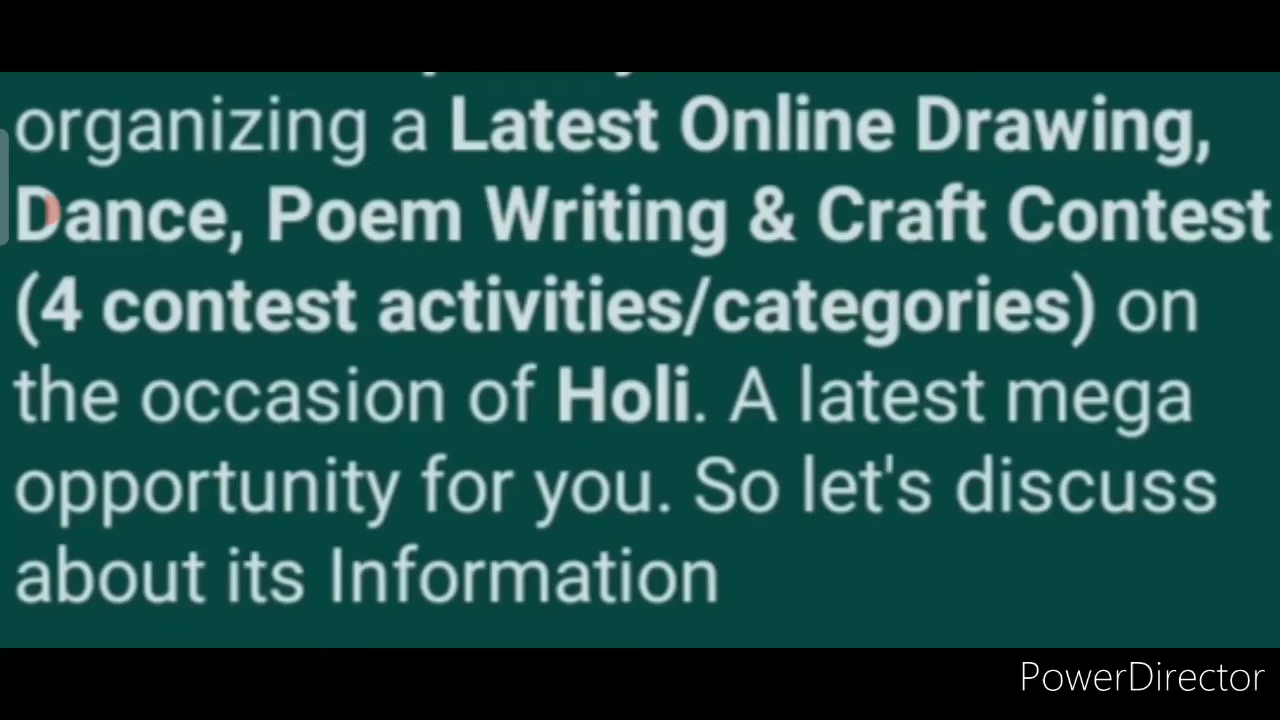 organizing a Latest Online Drawing,
Dance, Poem Writing & Craft Contest
(4 contest activities/categories) on
the occasion of Holi. A latest mega
opportunity for you. So let's discuss
about its Information
PowerDirector